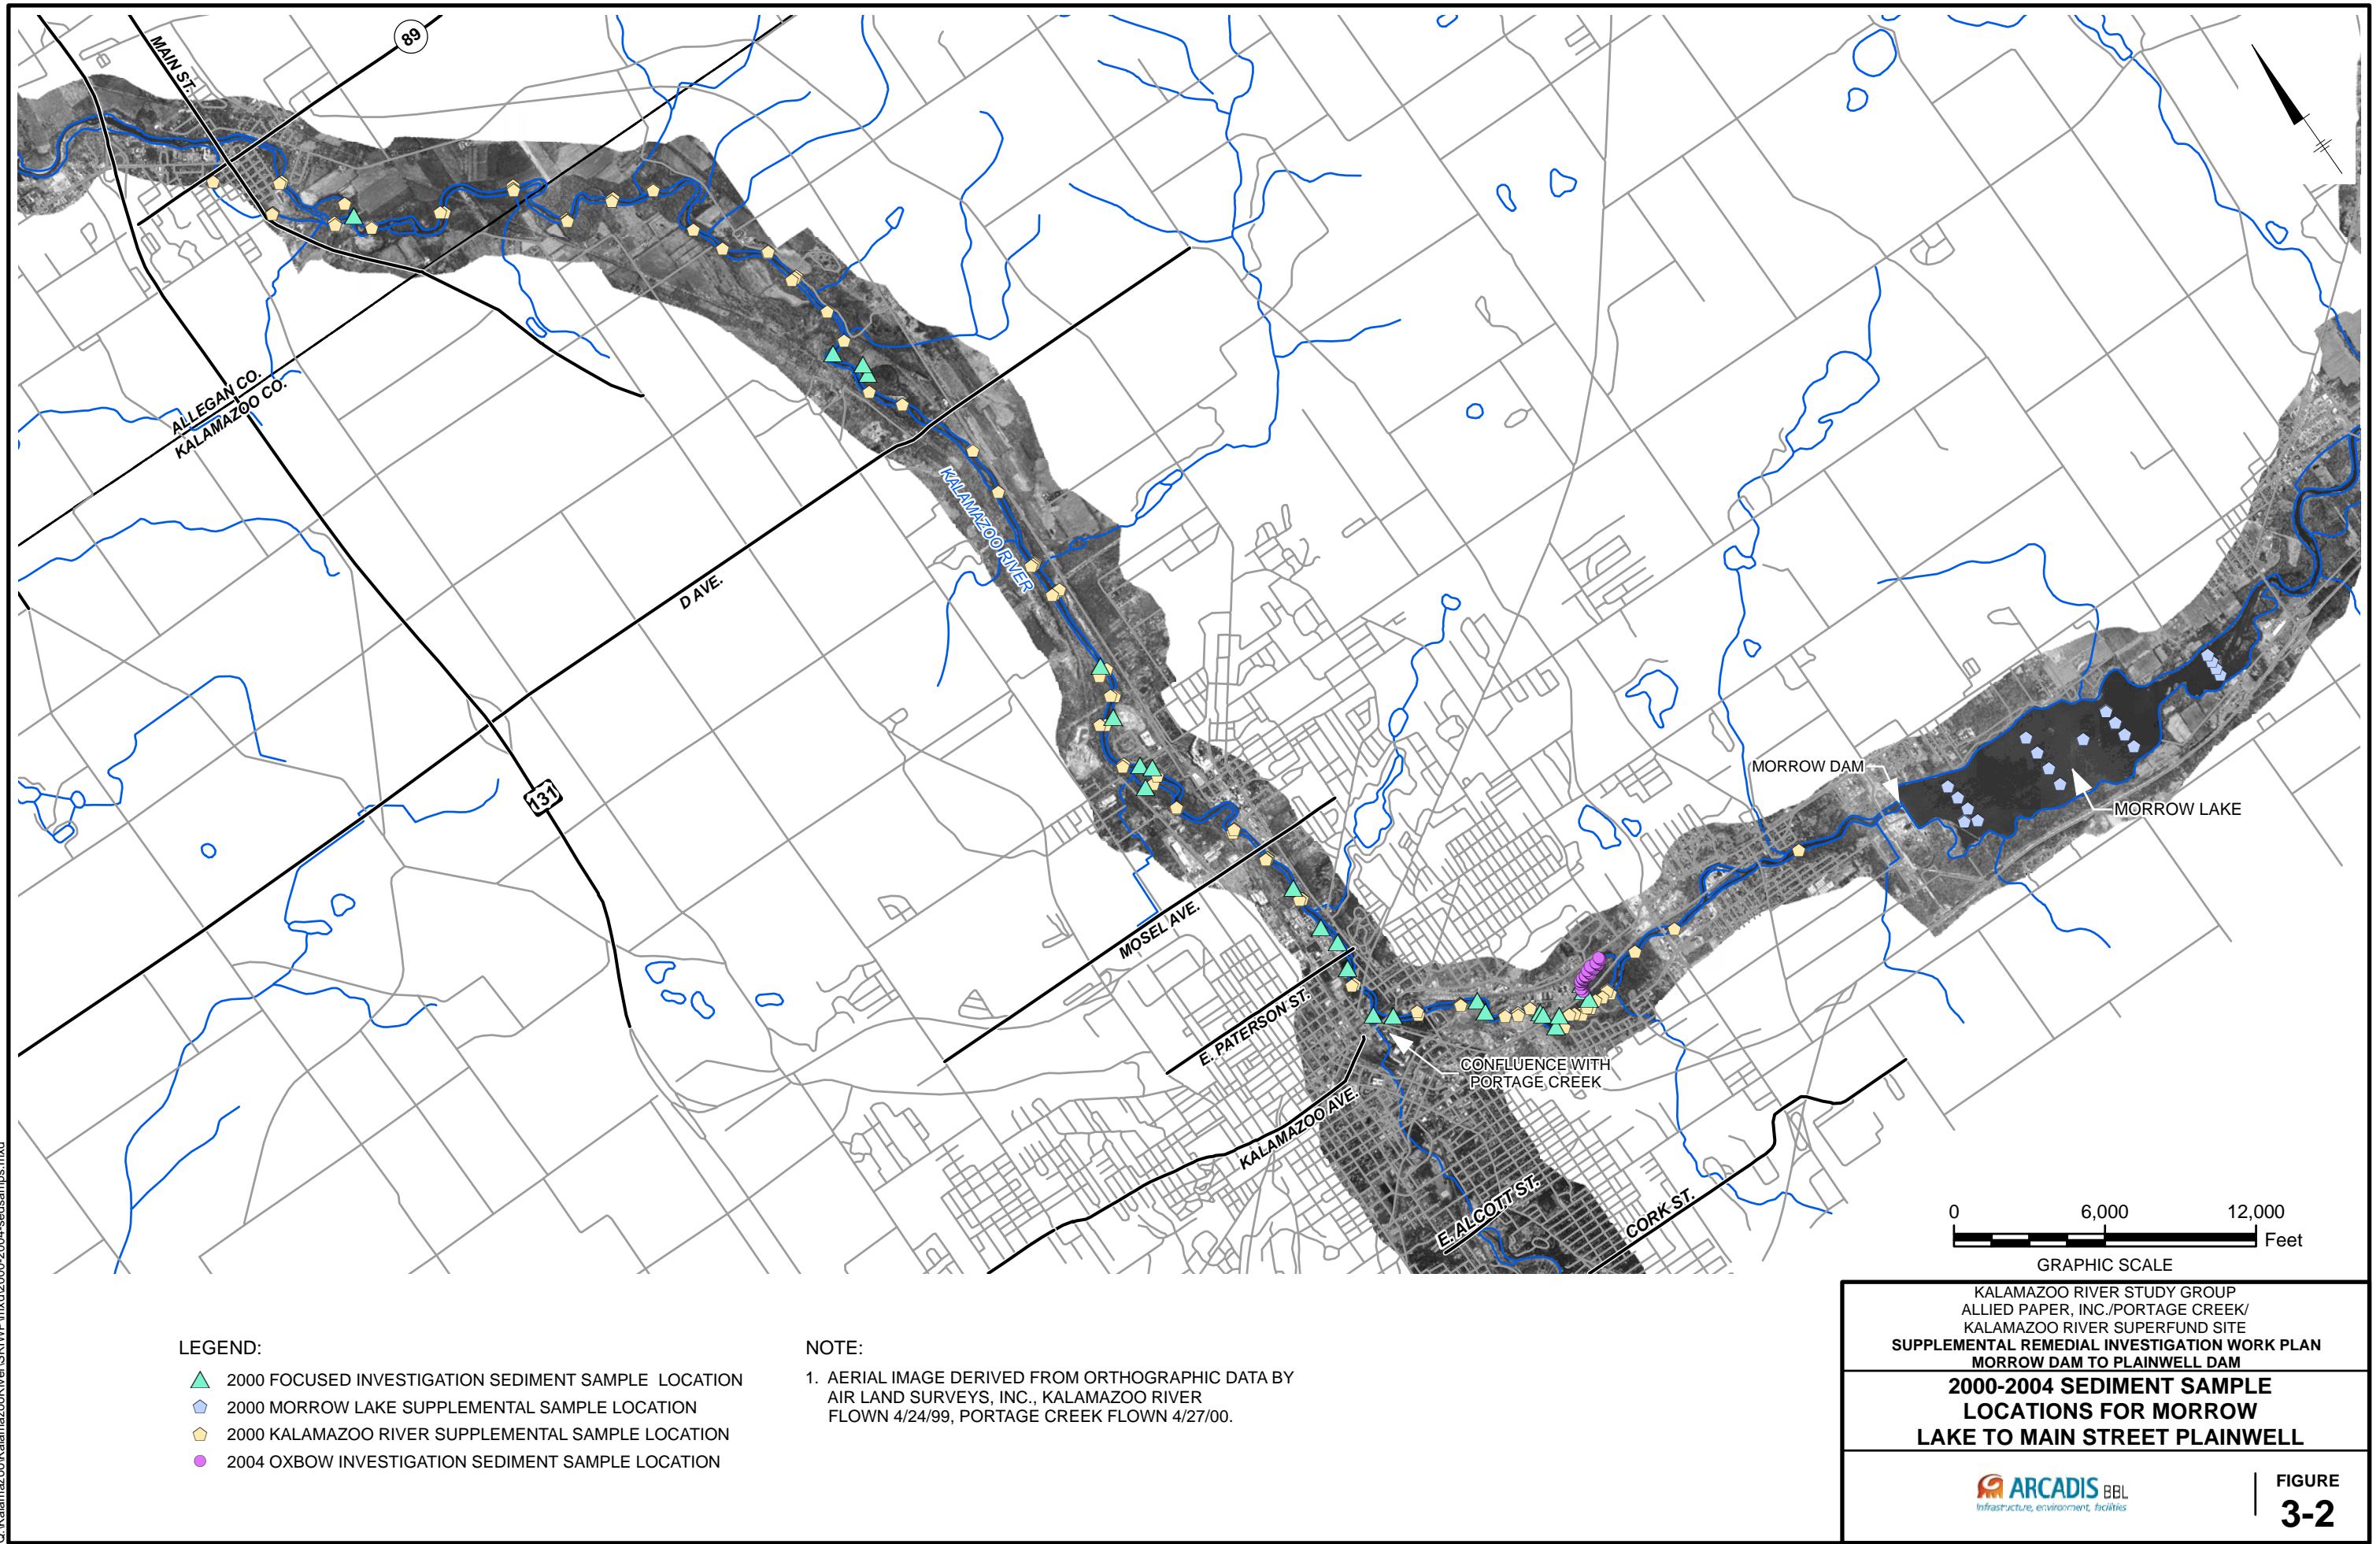 89
MAIN ST.
ALLEGAN CO.
KALAMAZOO CO.
KALAMAZOO RIVER
D AVE.
131
MORROW DAM
MORROW LAKE
MOSEL AVE.
E. PATERSON ST.
CONFLUENCE WITH
PORTAGE CREEK
KALAMAZOO AVE.
E. ALCOTT ST.
CORK ST.
0 6,000 12,000
Feet
GRAPHIC SCALE
LEGEND:
2000 FOCUSED INVESTIGATION SEDIMENT SAMPLE LOCATION
2000 MORROW LAKE SUPPLEMENTAL SAMPLE LOCATION
2000 KALAMAZOO RIVER SUPPLEMENTAL SAMPLE LOCATION
2004 OXBOW INVESTIGATION SEDIMENT SAMPLE LOCATION
NOTE:
1. AERIAL IMAGE DERIVED FROM ORTHOGRAPHIC DATA BY
AIR LAND SURVEYS, INC., KALAMAZOO RIVER
FLOWN 4/24/99, PORTAGE CREEK FLOWN 4/27/00.
KALAMAZOO RIVER STUDY GROUP
ALLIED PAPER, INC./PORTAGE CREEK/
KALAMAZOO RIVER SUPERFUND SITE
SUPPLEMENTAL REMEDIAL INVESTIGATION WORK PLAN
MORROW DAM TO PLAINWELL DAM
2000-2004 SEDIMENT SAMPLE
LOCATIONS FOR MORROW
LAKE TO MAIN STREET PLAINWELL
ARCADIS BBL
Infrastructure, environment, facilities
FIGURE
3-2